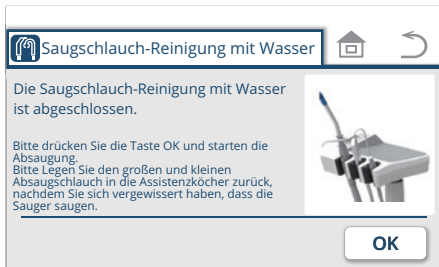 Saugschlauch-Reinigung mit Wasser
Die Saugschlauch-Reinigung mit Wasser
ist abgeschlossen.
Bitte drücken Sie die Taste OK und starten die
Absaugung.
Bitte Legen Sie den großen und kleinen
Absaugschlauch in die Assistenzköcher zurück,
nachdem Sie sich vergewissert haben, dass die
Sauger saugen.
OK